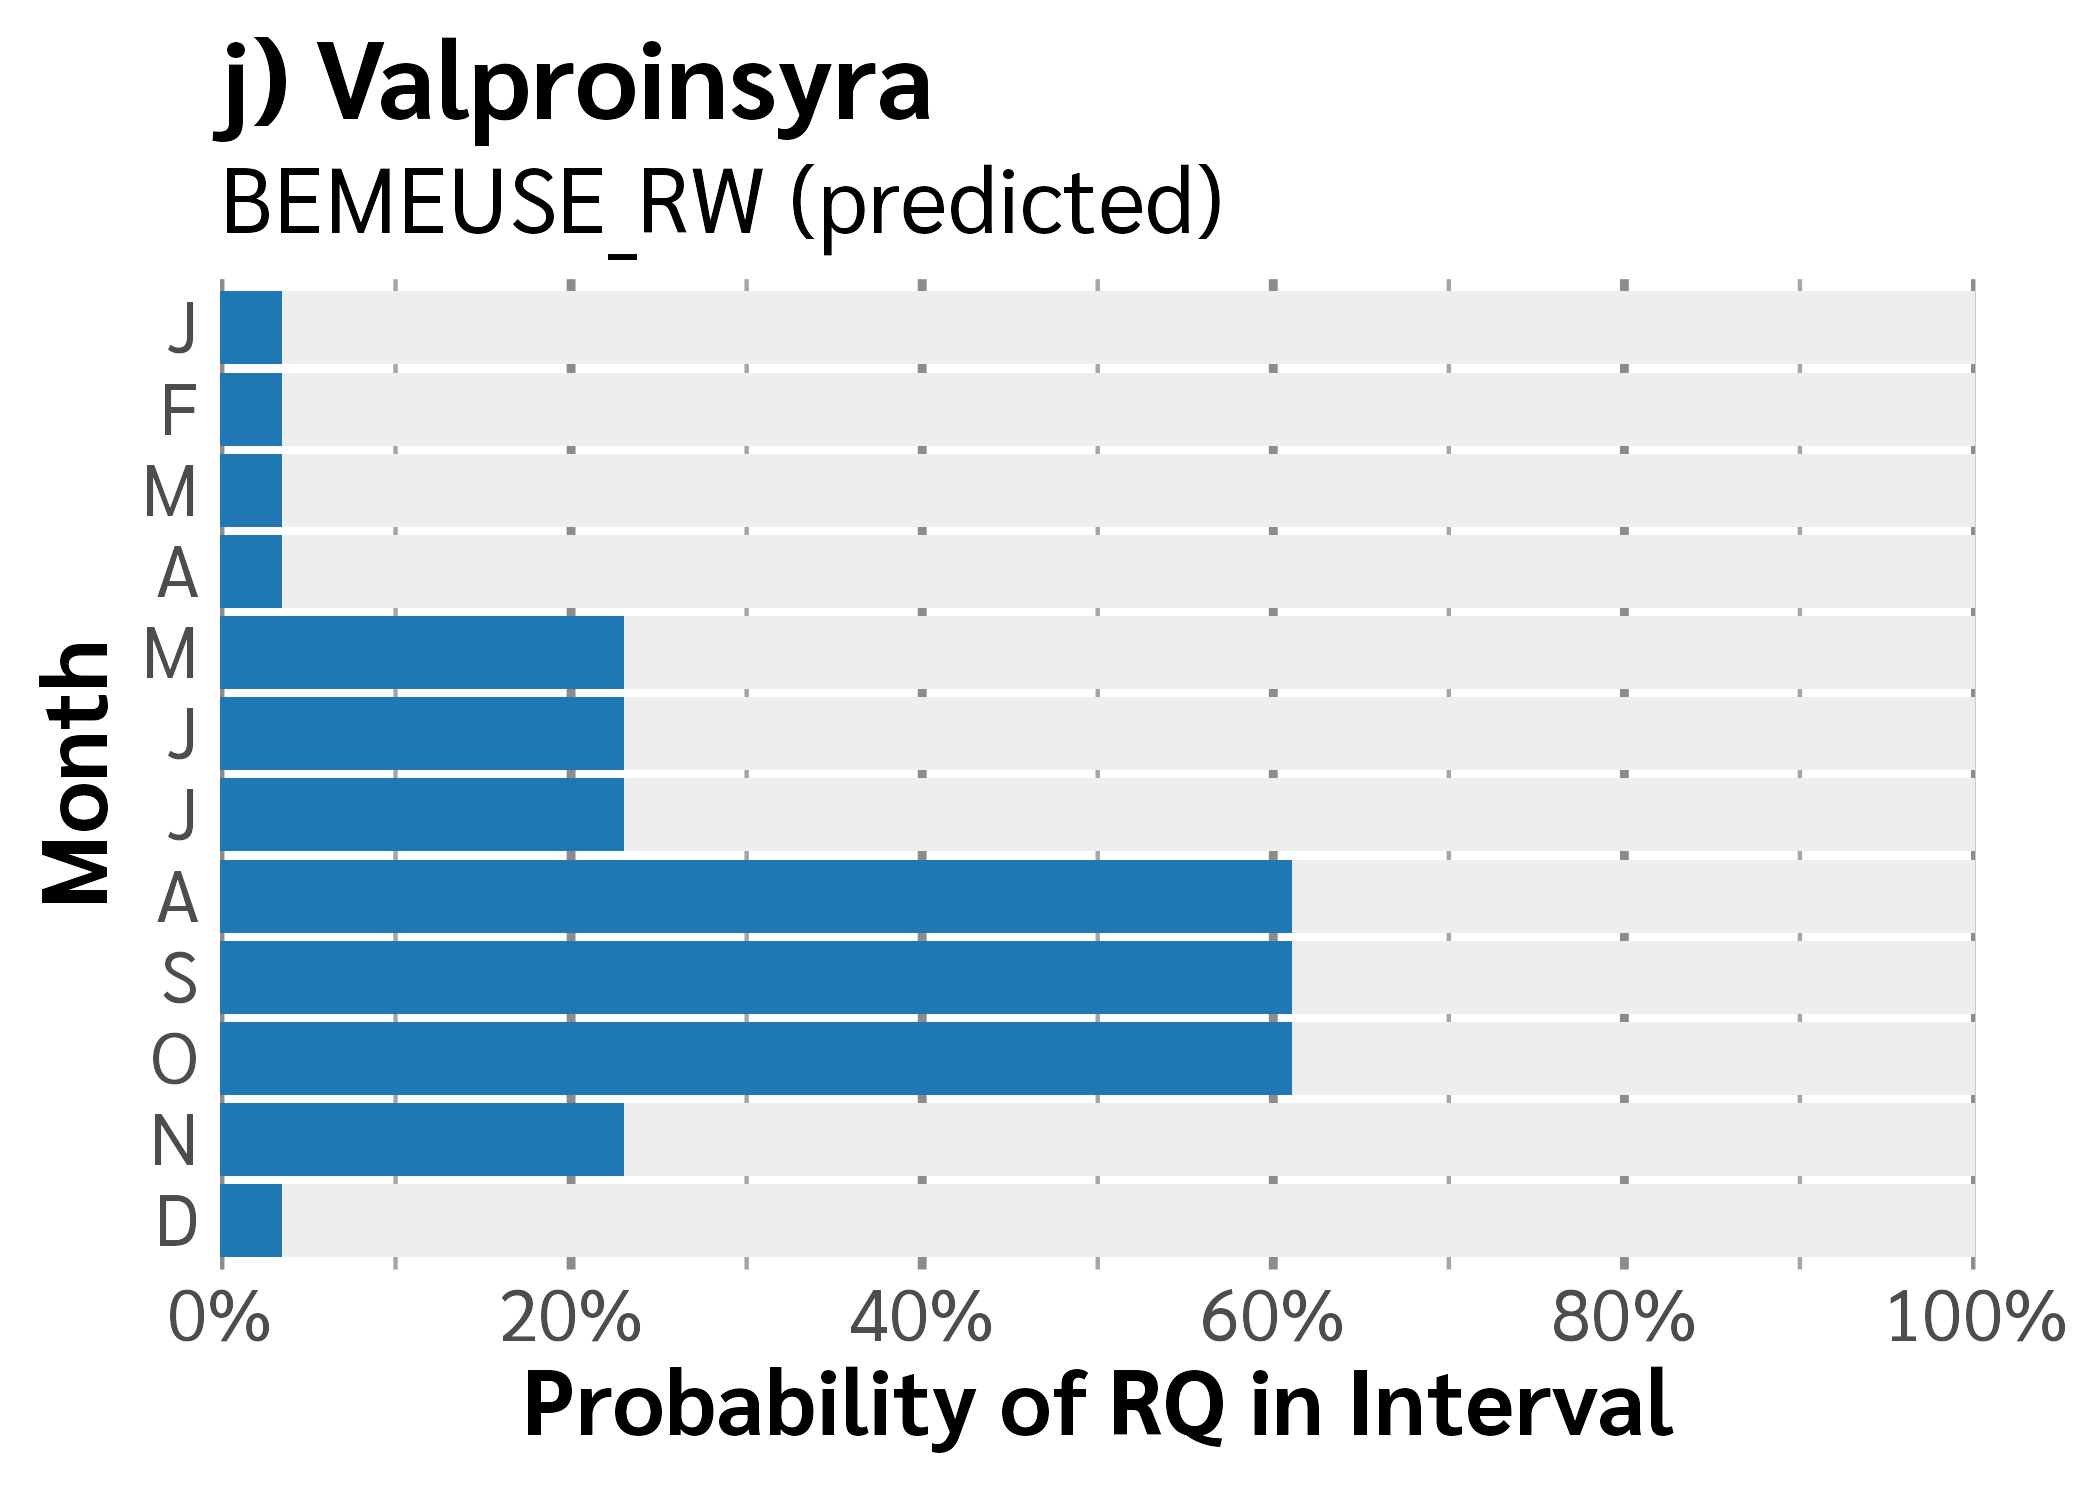 j) Valproinsyra
BEMEUSE_RW (predicted)
J
F
M
A
M
J
J
A
S
O
N
D
Month
0% 20% 40% 60% 80% 100%
Probability of RQ in Interval